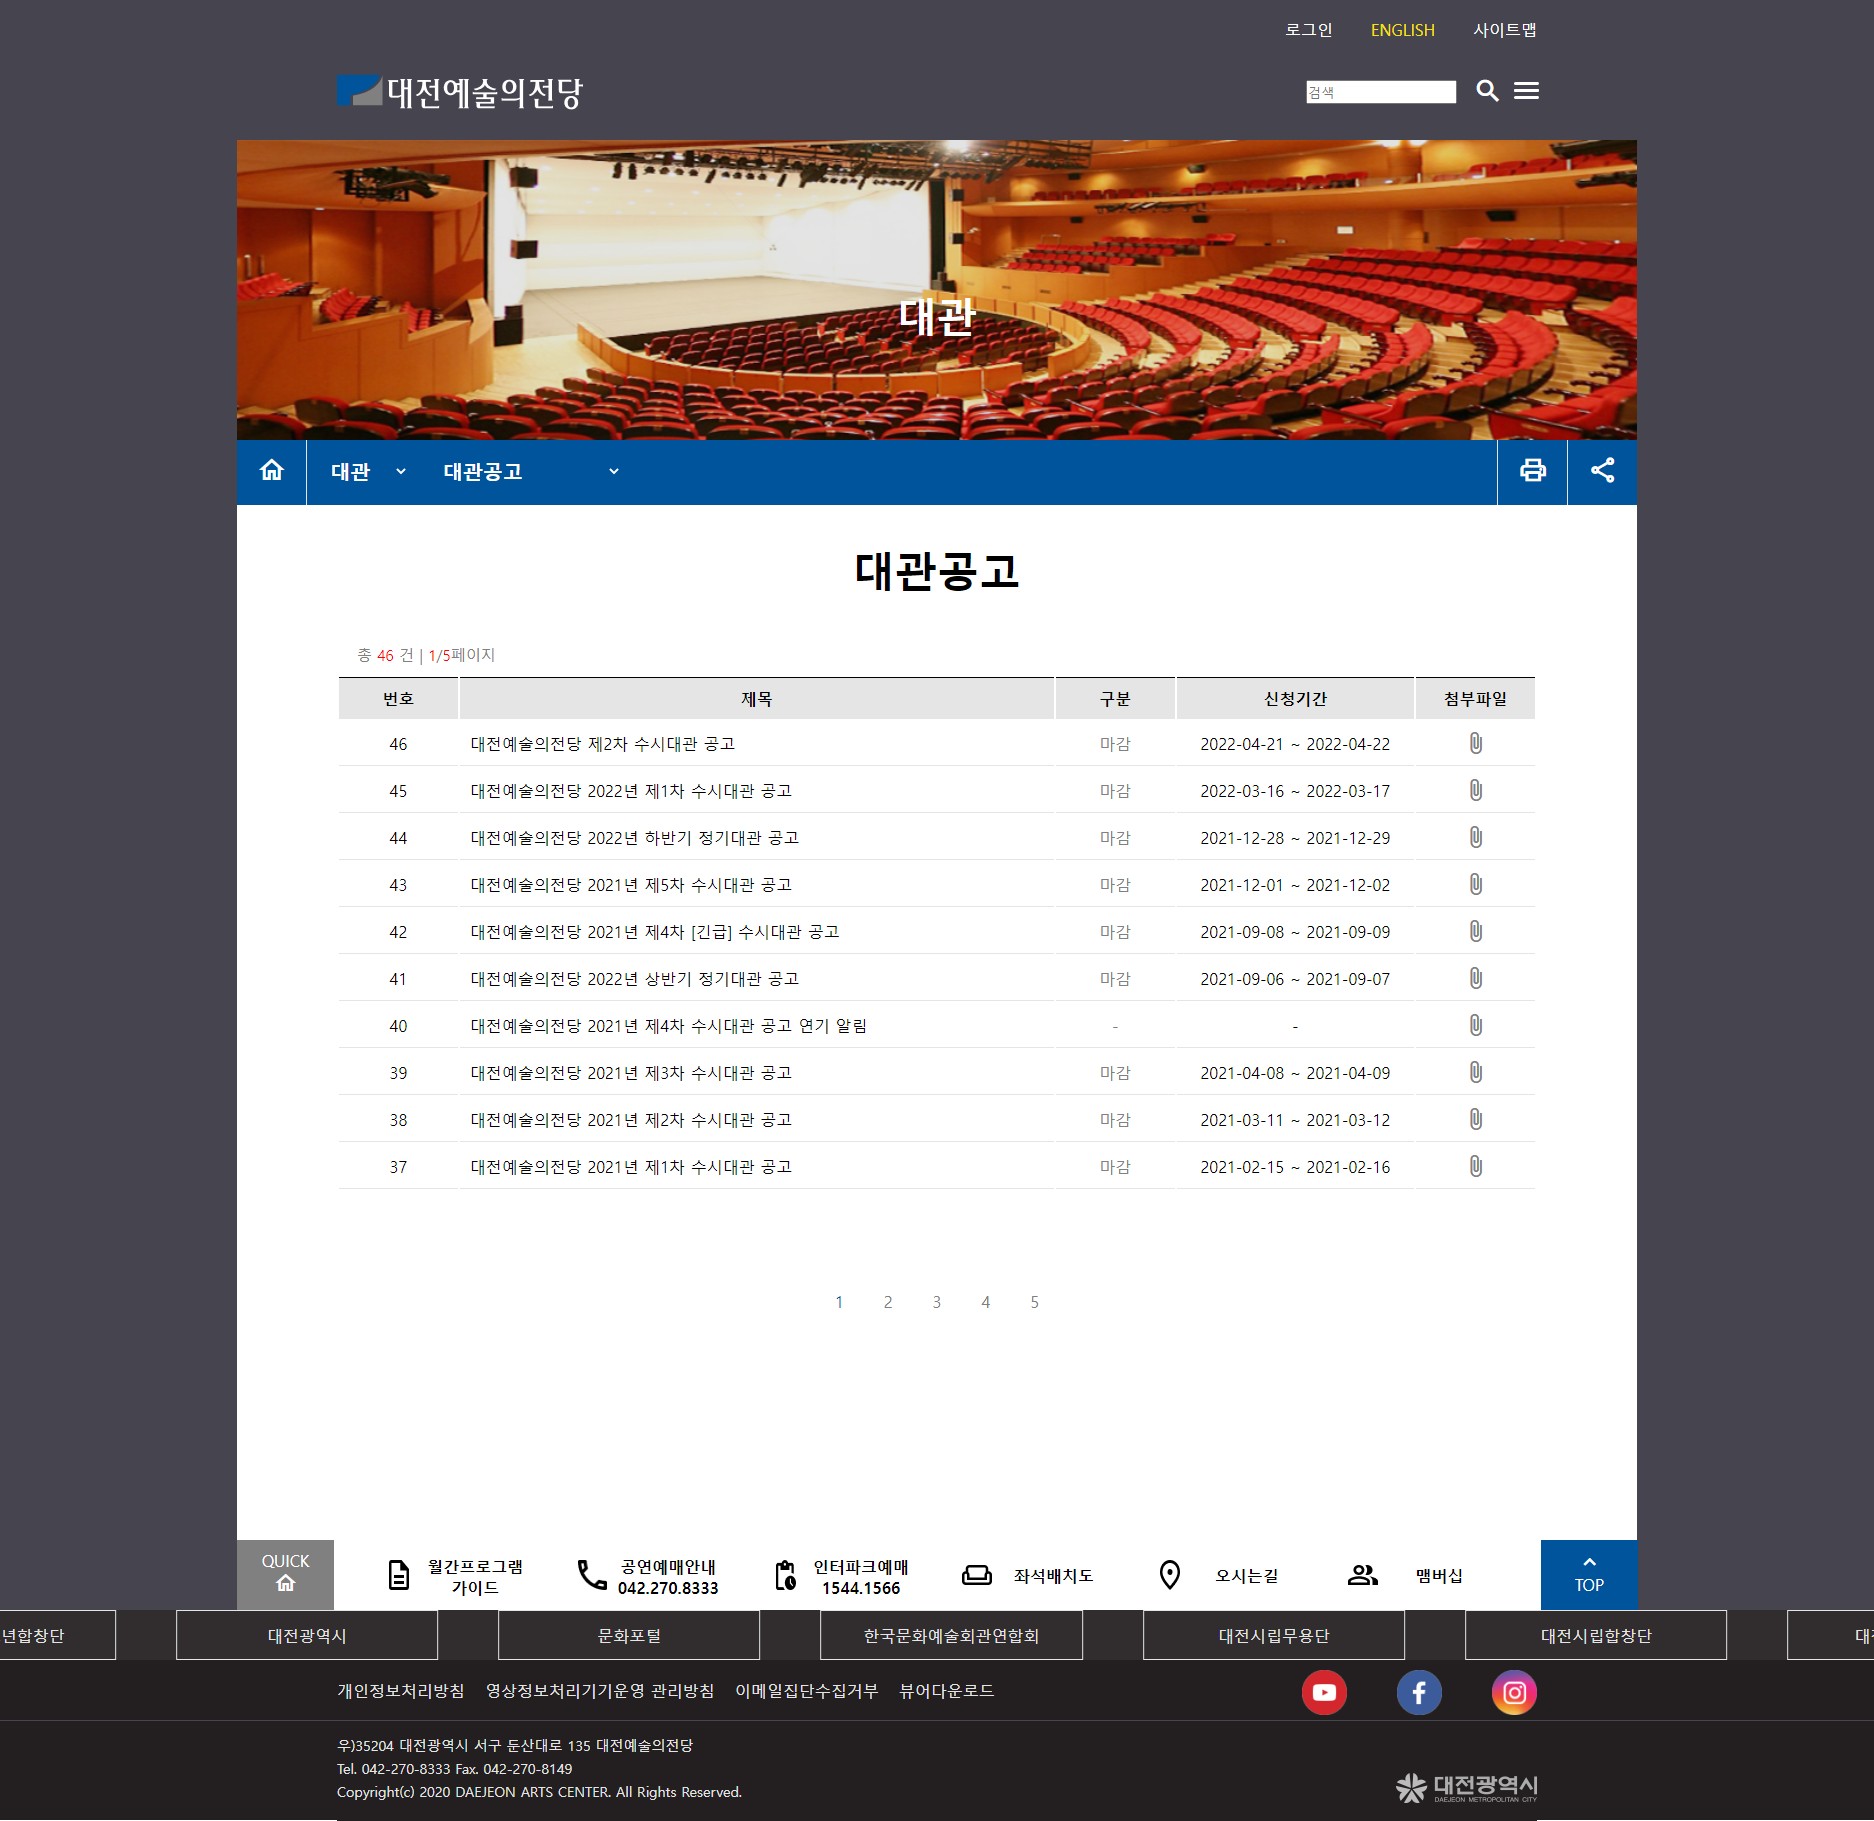 로그인 ENGLISH 사이트맵
대전예술의전당
검색
대관
대관 대관공고
대관공고
총 46 건 | 1/5페이지
번호 제목 구분 신청기간 첨부파일
46 대전예술의전당 제2차 수시대관 공고 마감 2022-04-21 ~ 2022-04-22
45 대전예술의전당 2022년 제1차 수시대관 공고 마감 2022-03-16 ~ 2022-03-17
44 대전예술의전당 2022년 하반기 정기대관 공고 마감 2021-12-28 ~ 2021-12-29
43 대전예술의전당 2021년 제5차 수시대관 공고 마감 2021-12-01 ~ 2021-12-02
42 대전예술의전당 2021년 제4차 [긴급] 수시대관 공고 마감 2021-09-08 ~ 2021-09-09
41 대전예술의전당 2022년 상반기 정기대관 공고 마감 2021-09-06 ~ 2021-09-07
40 대전예술의전당 2021년 제4차 수시대관 공고 연기 알림 - -
39 대전예술의전당 2021년 제3차 수시대관 공고 마감 2021-04-08 ~ 2021-04-09
38 대전예술의전당 2021년 제2차 수시대관 공고 마감 2021-03-11 ~ 2021-03-12
37 대전예술의전당 2021년 제1차 수시대관 공고 마감 2021-02-15 ~ 2021-02-16
1 2 3 4 5
QUICK
월간프로그램
가이드
공연예매안내
042.270.8333
인터파크예매
1544.1566
좌석배치도
오시는길
맴버십
TOP
년합창단 대전광역시 문화포털 한국문화예술회관연합회 대전시립무용단 대전시립합창단
개인정보처리방침 영상정보처리기기운영 관리방침 이메일집단수집거부 뷰어다운로드
우)35204 대전광역시 서구 둔산대로 135 대전예술의전당
Tel. 042-270-8333 Fax. 042-270-8149
Copyright(c) 2020 DAEJEON ARTS CENTER. All Rights Reserved.
대전광역시
DAEJEON METROPOLITAN CITY